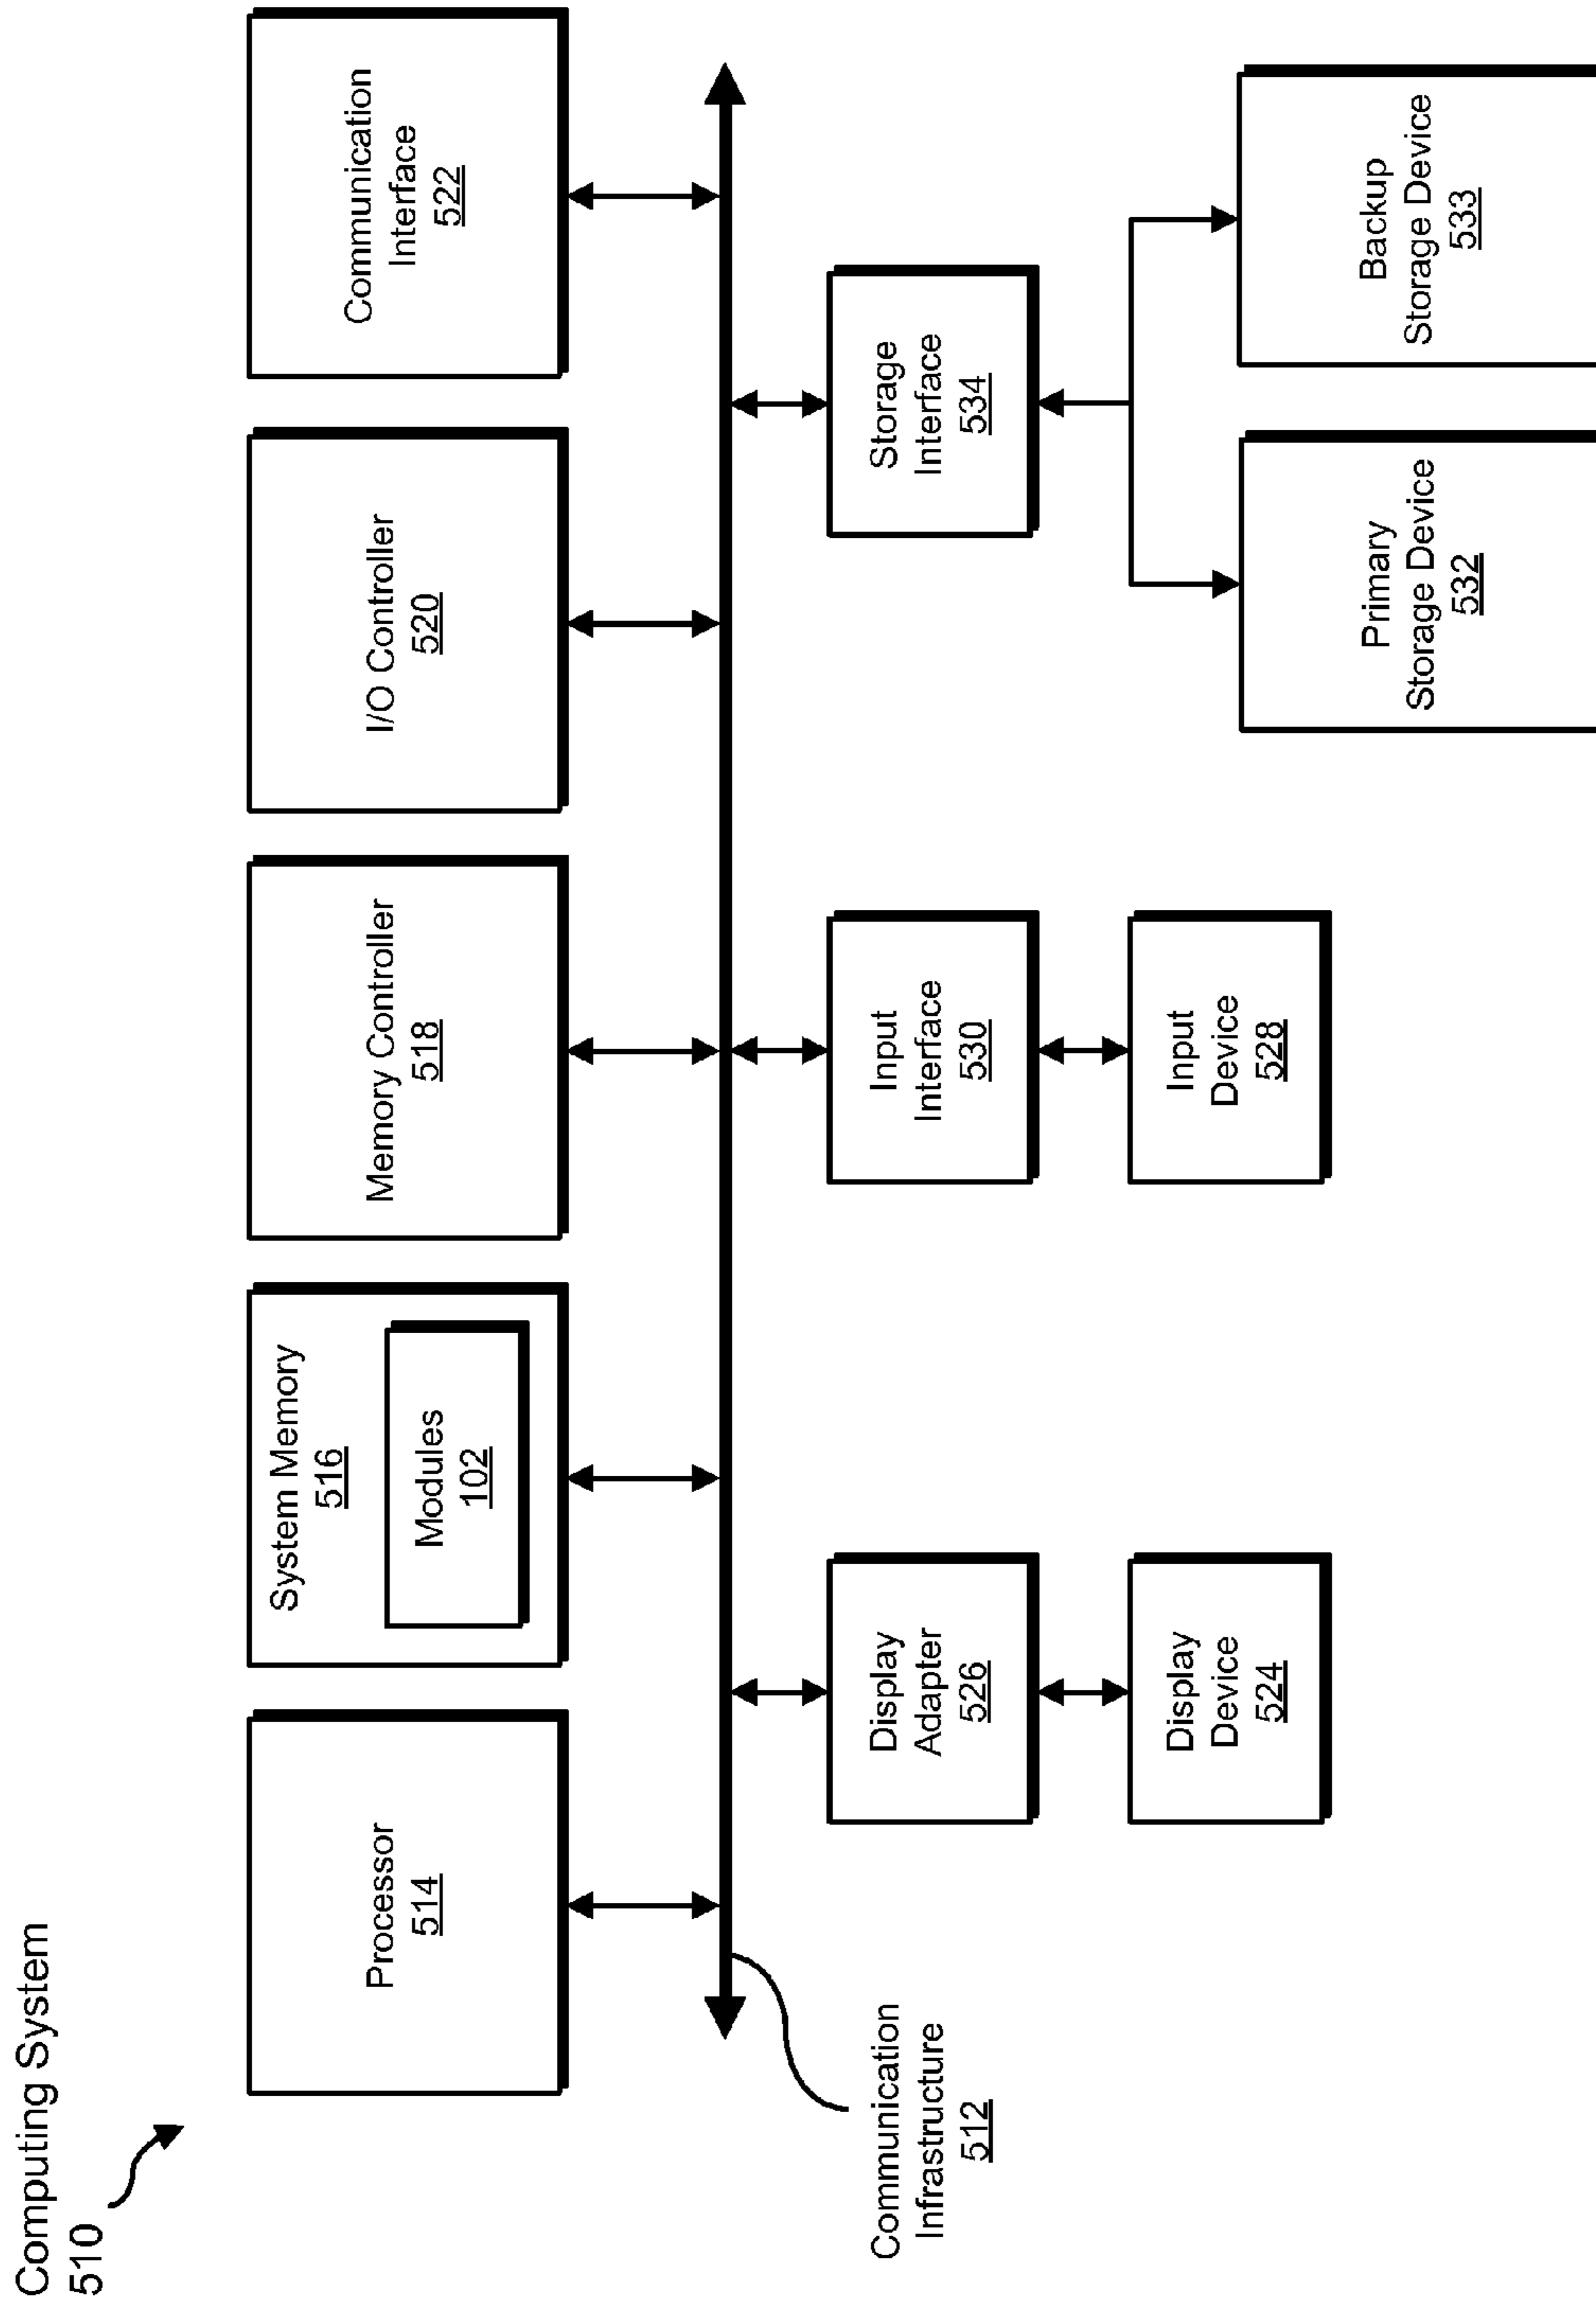 Computing System
510
Processor
514
System Memory
516
Modules
102
Memory Controller
518
I/O Controller
520
Communication
Interface
522
Communication
Infrastructure
512
Display
Adapter
526
Input
Interface
530
Storage
Interface
534
Display
Device
524
Input
Device
528
Primary
Storage Device
532
Backup
Storage Device
533